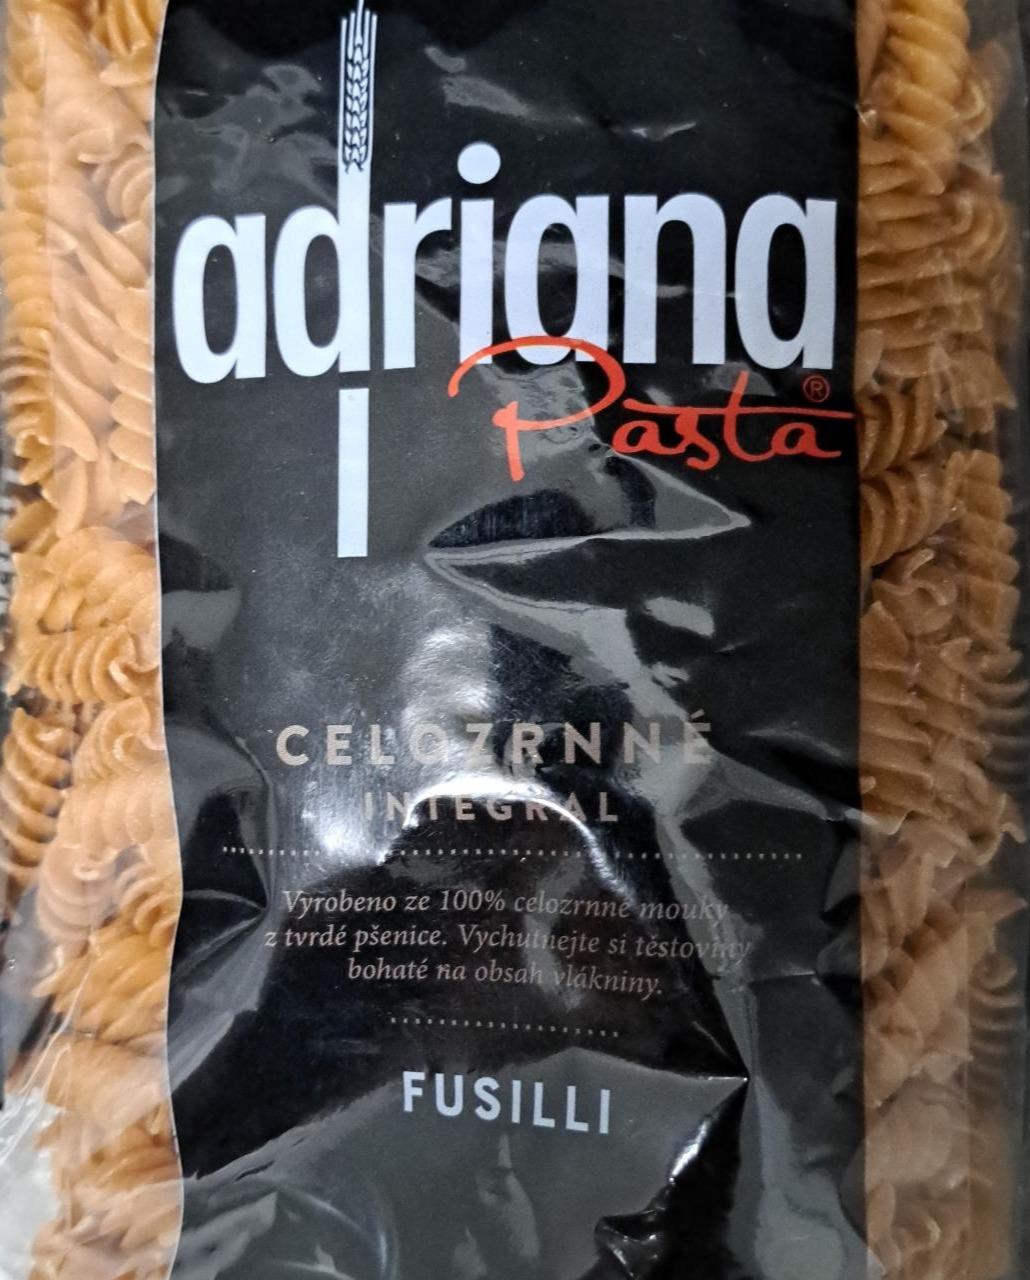 adriana
Pasta®
CELOZRNNÉ
INTEGRAL
Vyrobeno ze 100% celozrnné mouky
z tvrdé pšenice. Vychutnejte si těstoviny
bohaté na obsah vlákniny.
FUSILLI